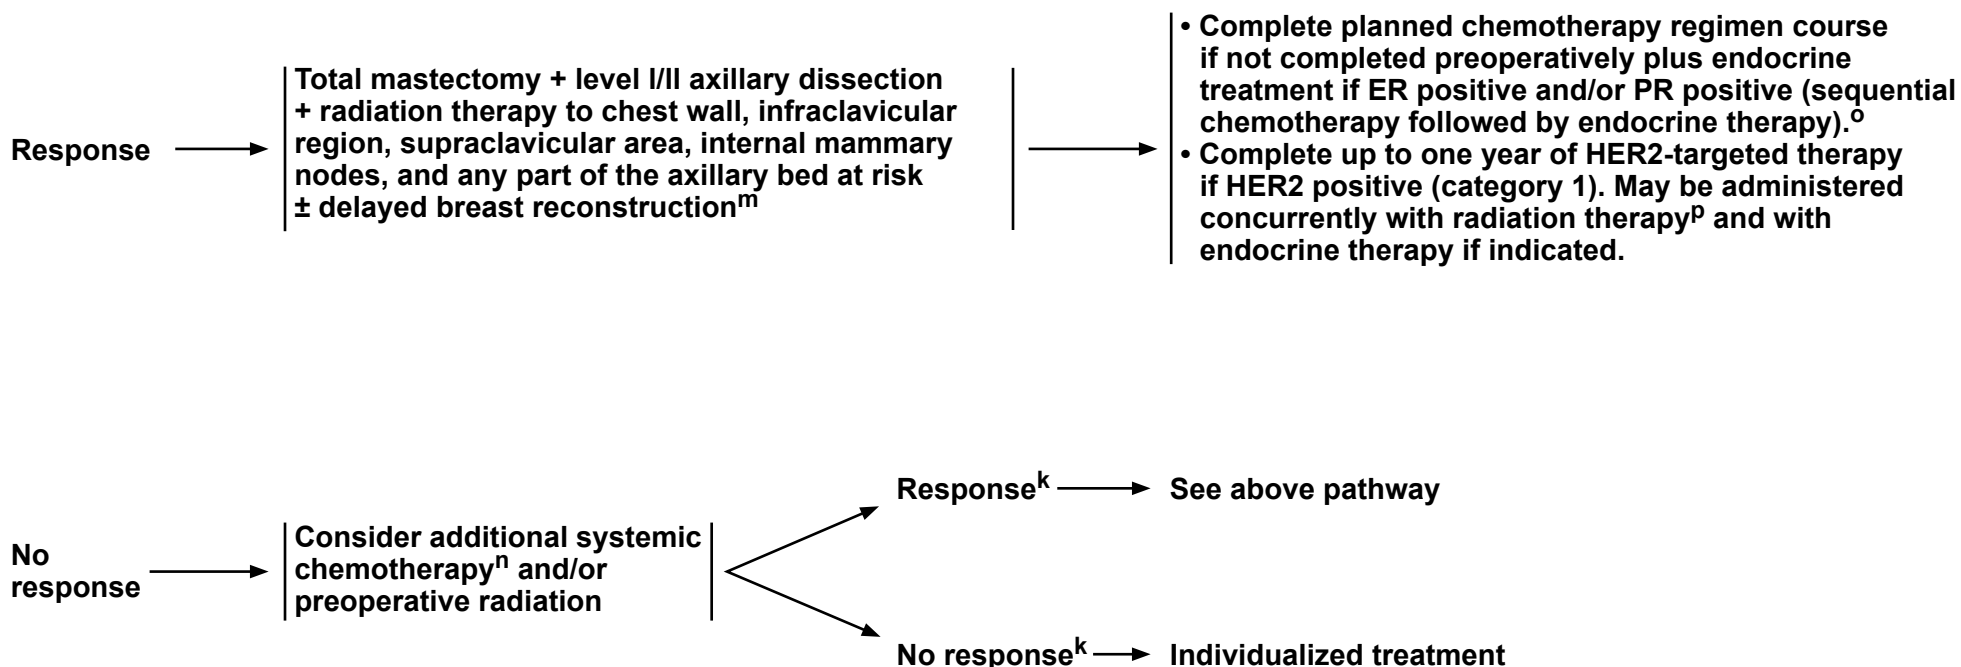 Response
Total mastectomy + level I/II axillary dissection
+ radiation therapy to chest wall, infraclavicular
region, supraclavicular area, internal mammary
nodes, and any part of the axillary bed at risk
± delayed breast reconstructionᵐ
• Complete planned chemotherapy regimen course
if not completed preoperatively plus endocrine
treatment if ER positive and/or PR positive (sequential
chemotherapy followed by endocrine therapy).ᵒ
• Complete up to one year of HER2-targeted therapy
if HER2 positive (category 1). May be administered
concurrently with radiation therapyᵖ and with
endocrine therapy if indicated.
No
response
Consider additional systemic
chemotherapyⁿ and/or
preoperative radiation
Responseᵏ
See above pathway
No responseᵏ
Individualized treatment